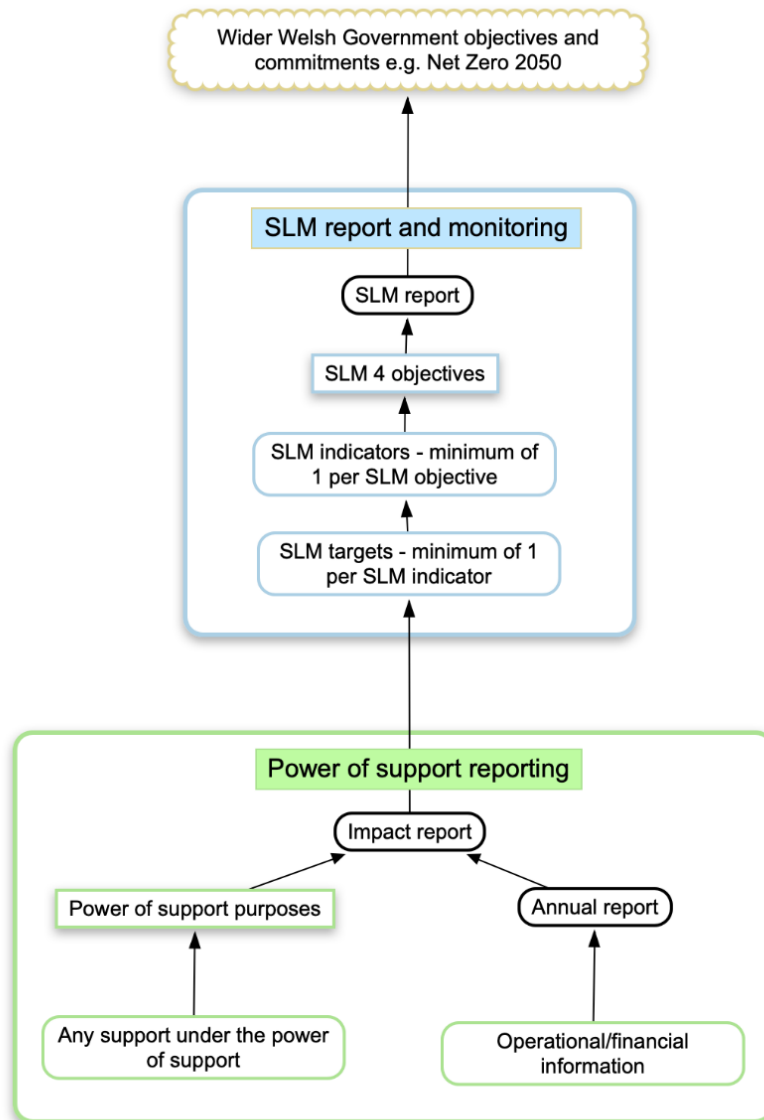 Wider Welsh Government objectives and
commitments e.g. Net Zero 2050
SLM report and monitoring
SLM report
SLM 4 objectives
SLM indicators - minimum of
1 per SLM objective
SLM targets - minimum of 1
per SLM indicator
Power of support reporting
Impact report
Power of support purposes
Annual report
Any support under the power
of support
Operational/financial
information